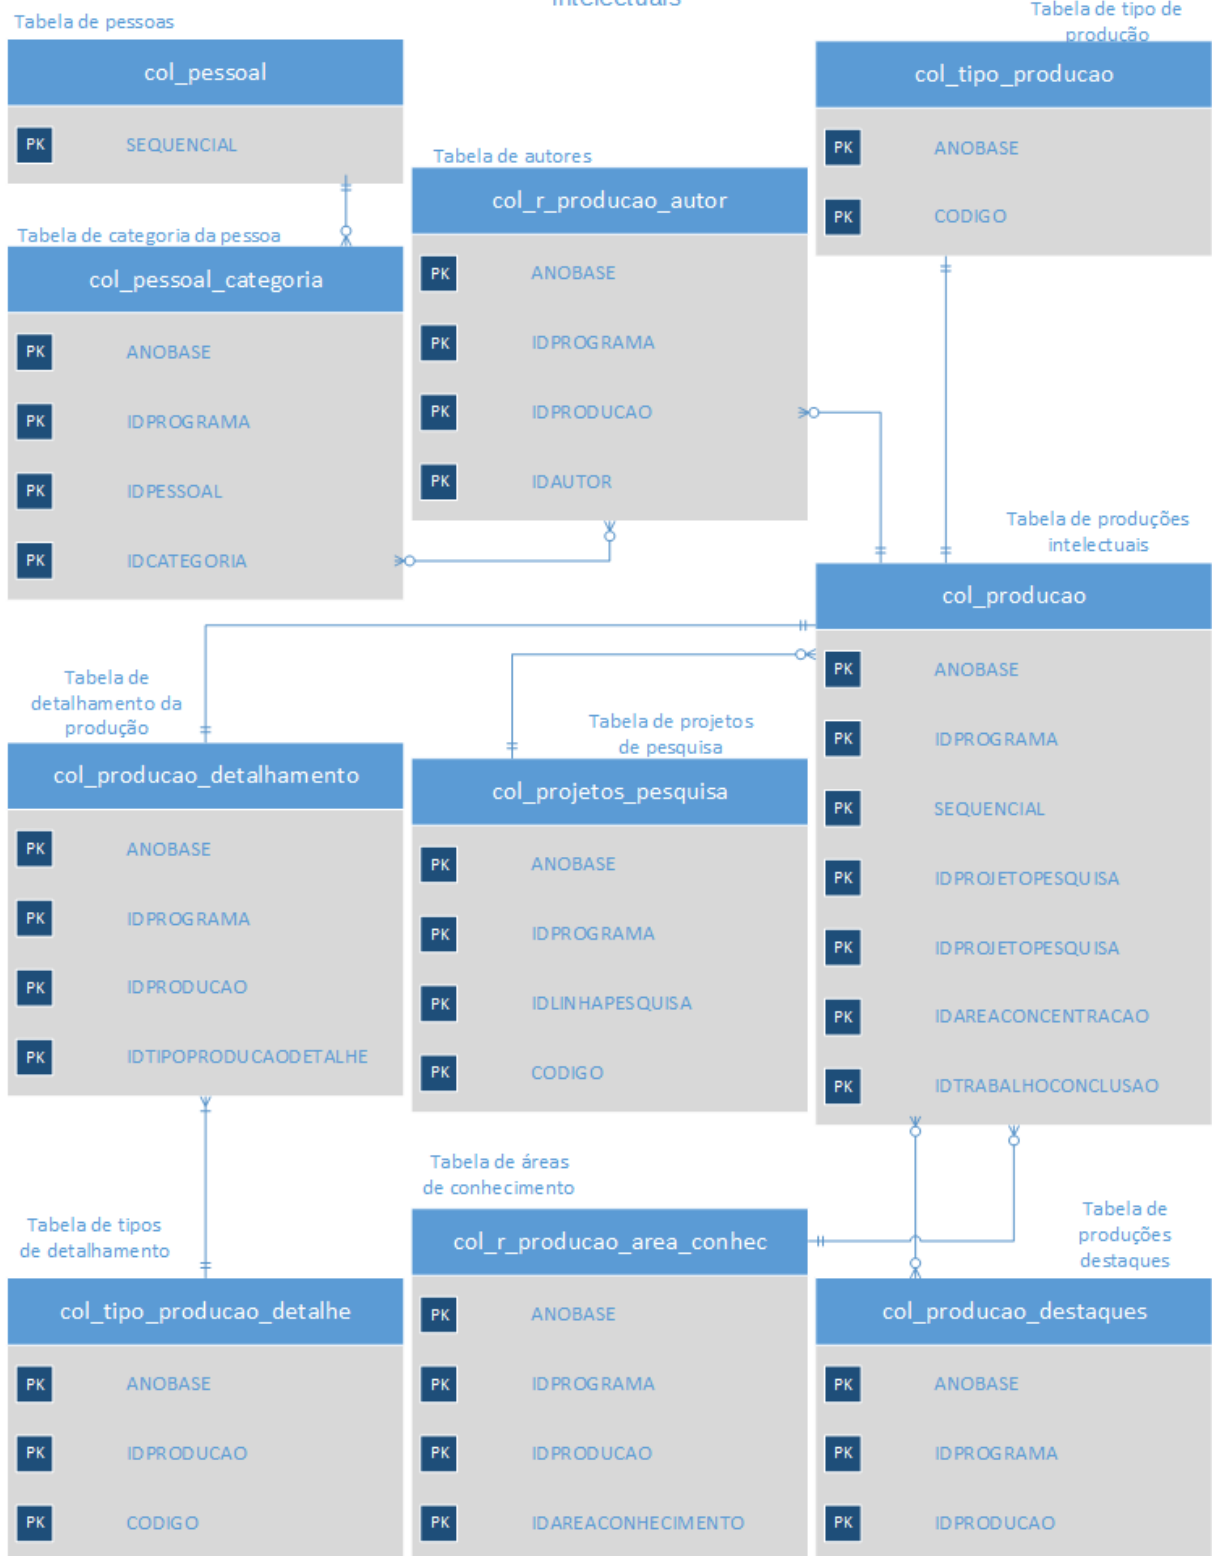 Intelectuais
Tabela de pessoas
col_pessoal
PK SEQUENCIAL
Tabela de categoria da pessoa
col_pessoal_categoria
PK ANOBASE
PK IDPROGRAMA
PK IDPESSOAL
PK IDCATEGORIA
Tabela de autores
col_r_producao_autor
PK ANOBASE
PK IDPROGRAMA
PK IDPRODUCAO
PK IDAUTOR
Tabela de tipo de
produção
col_tipo_producao
PK ANOBASE
PK CODIGO
Tabela de produções
intelectuais
col_producao
PK ANOBASE
PK IDPROGRAMA
PK SEQUENCIAL
PK IDPROJETOPESQUISA
PK IDPROJETOPESQUISA
PK IDAREACONCENTRACAO
PK IDTRABALHOCONCLUSAO
Tabela de
detalhamento da
produção
col_producao_detalhamento
PK ANOBASE
PK IDPROGRAMA
PK IDPRODUCAO
PK IDTIPOPRODUCAODETALHE
Tabela de projetos
de pesquisa
col_projetos_pesquisa
PK ANOBASE
PK IDPROGRAMA
PK IDLINHAPESQUISA
PK CODIGO
Tabela de tipos
de detalhamento
col_tipo_producao_detalhe
PK ANOBASE
PK IDPRODUCAO
PK CODIGO
Tabela de áreas
de conhecimento
col_r_producao_area_conhec
PK ANOBASE
PK IDPROGRAMA
PK IDPRODUCAO
PK IDAREACONHECIMENTO
Tabela de
produções
destaques
col_producao_destaques
PK ANOBASE
PK IDPROGRAMA
PK IDPRODUCAO